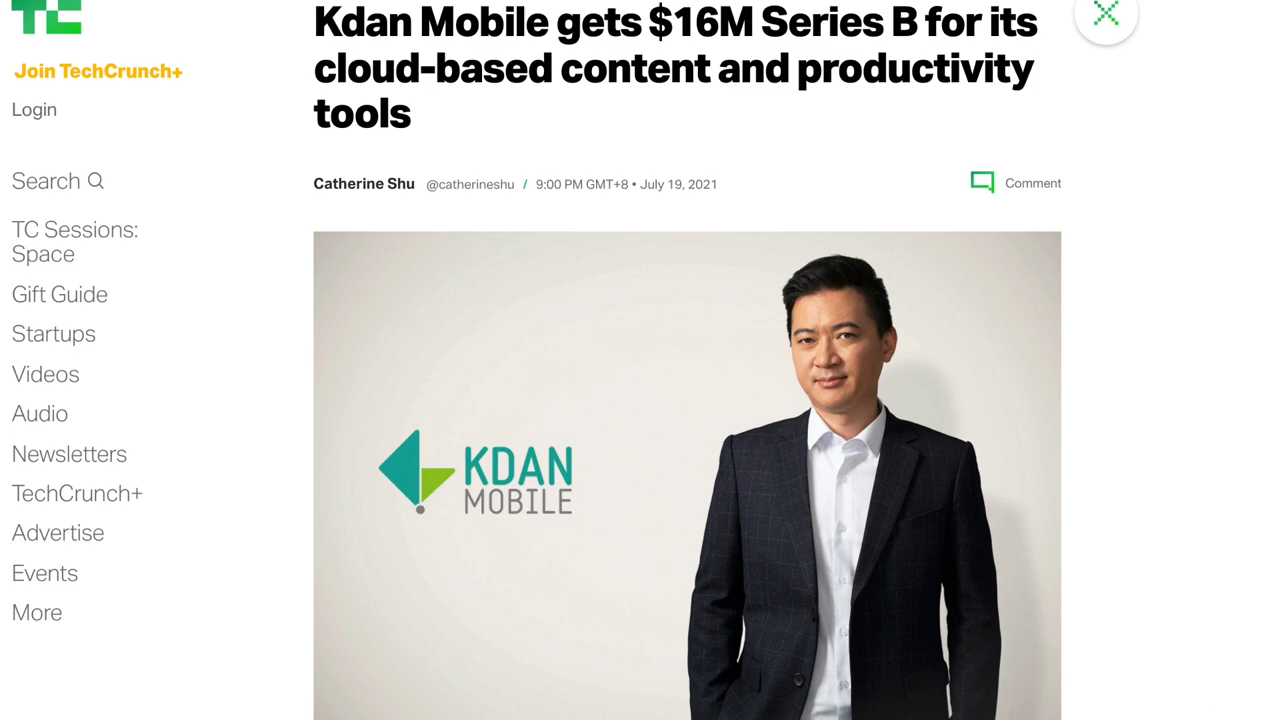 TC
Join TechCrunch+
Login
Search
TC Sessions:
Space
Gift Guide
Startups
Videos
Audio
Newsletters
TechCrunch+
Advertise
Events
More
Kdan Mobile gets $16M Series B for its
cloud-based content and productivity
tools
Catherine Shu @catherineshu / 9:00 PM GMT+8 • July 19, 2021
Comment
KDAN
MOBILE